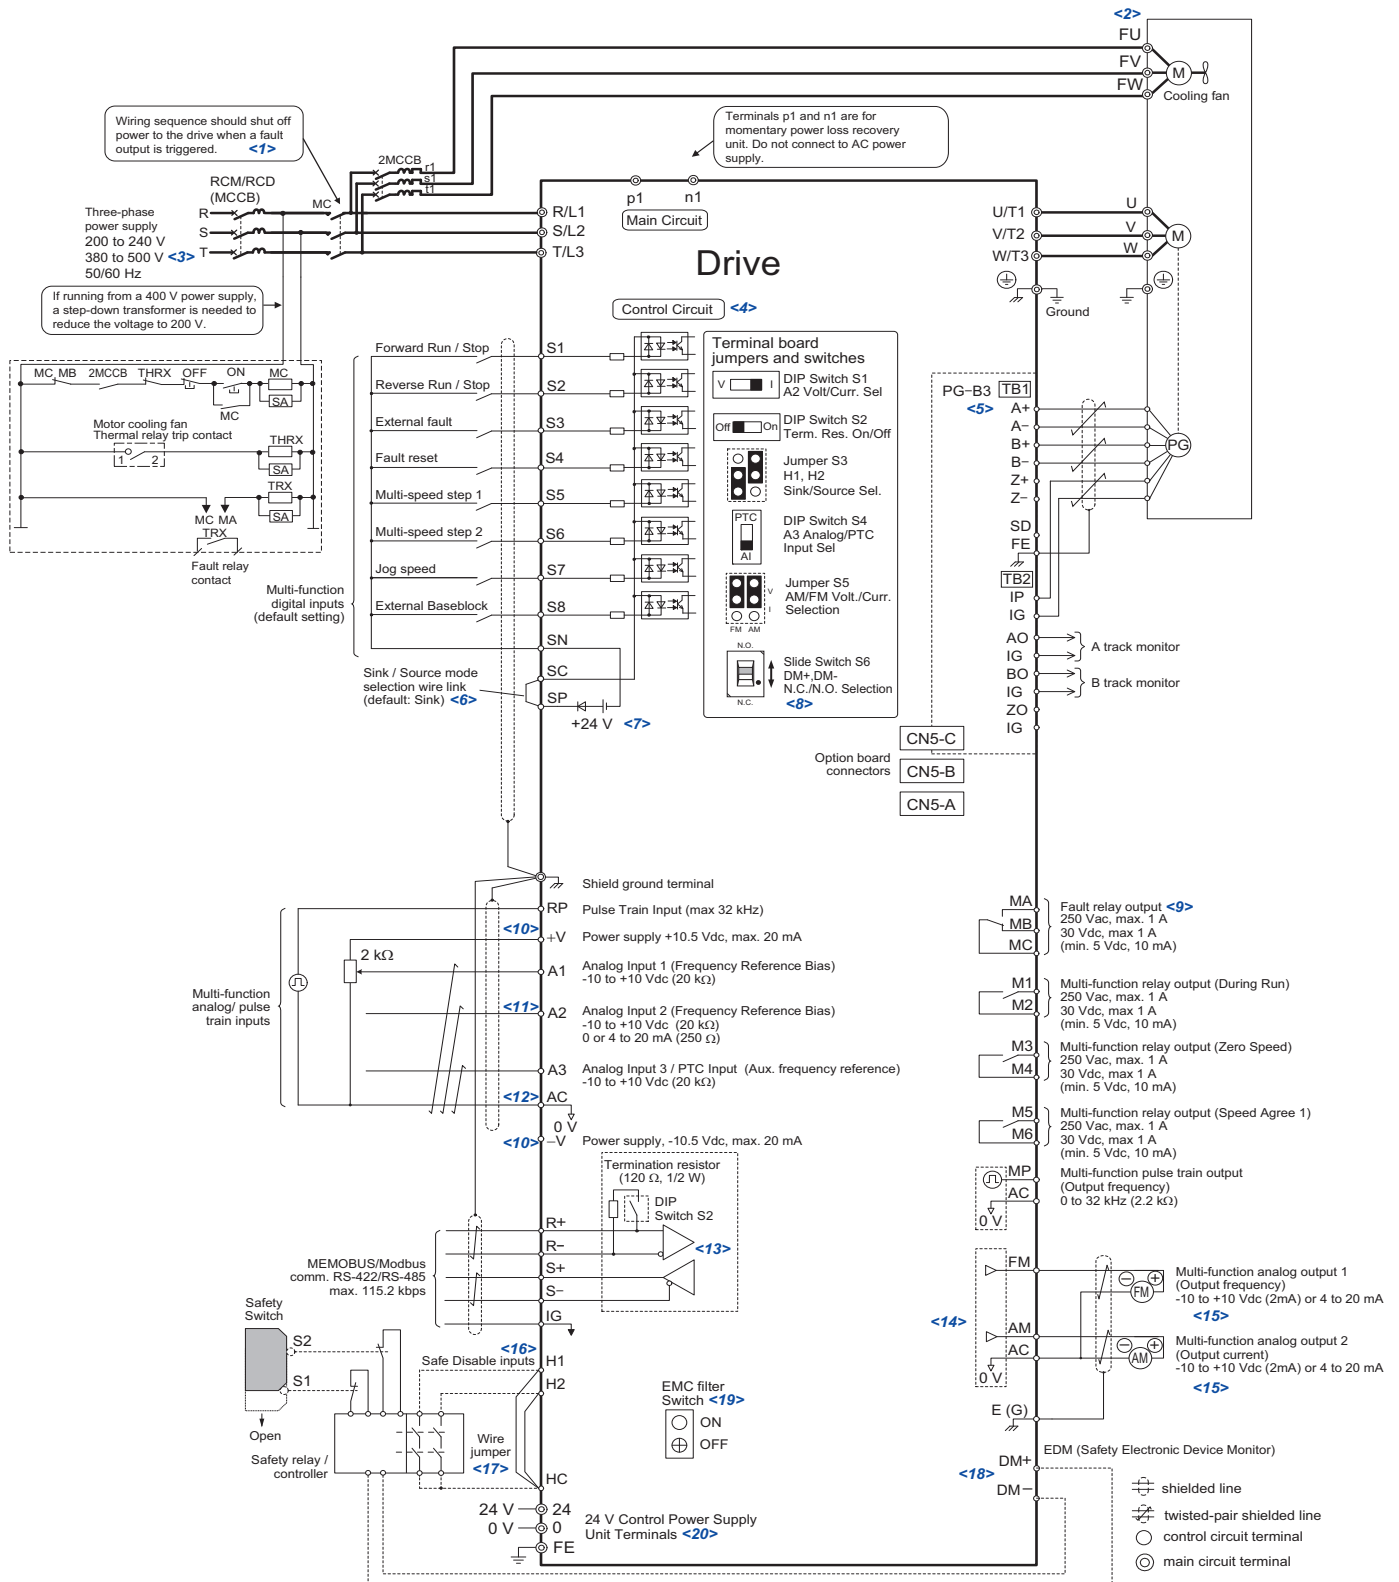 <2>
FU
FV
FW
M
Cooling fan
Wiring sequence should shut off
power to the drive when a fault
output is triggered. <1>
Terminals p1 and n1 are for
momentary power loss recovery
unit. Do not connect to AC power
supply.
2MCCB
r1
s1
t1
RCM/RCD
(MCCB)
MC
Three-phase
power supply
200 to 240 V
380 to 500 V <3>
50/60 Hz
R
S
T
R/L1
S/L2
T/L3
p1
n1
Main Circuit
Drive
U/T1
V/T2
W/T3
U
V
W
M
Ground
If running from a 400 V power supply,
a step-down transformer is needed to
reduce the voltage to 200 V.
MC MB 2MCCB THRX OFF ON MC
SA
MC
Motor cooling fan
Thermal relay trip contact
1 2
THRX
SA
TRX
SA
MC MA
TRX
Fault relay
contact
Control Circuit <4>
Forward Run / Stop
S1
Reverse Run / Stop
S2
External fault
S3
Fault reset
S4
Multi-speed step 1
S5
Multi-speed step 2
S6
Jog speed
S7
External Baseblock
S8
Multi-function
digital inputs
(default setting)
SN
SC
SP
Sink / Source mode
selection wire link
(default: Sink) <6>
+24 V <7>
Terminal board
jumpers and switches
V I
DIP Switch S1
A2 Volt/Curr. Sel
Off On
DIP Switch S2
Term. Res. On/Off
Jumper S3
H1, H2
Sink/Source Sel.
PTC
AI
DIP Switch S4
A3 Analog/PTC
Input Sel
V
I
FM AM
Jumper S5
AM/FM Volt./Curr.
Selection
N.O.
N.C.
Slide Switch S6
DM+,DM-
N.C./N.O. Selection
<8>
PG-B3 TB1
<5>
A+
A−
B+
B−
Z+
Z−
SD
FE
PG
TB2
IP
IG
AO
IG
A track monitor
BO
IG
B track monitor
ZO
IG
Option board
connectors
CN5-C
CN5-B
CN5-A
Shield ground terminal
RP Pulse Train Input (max 32 kHz)
<10> +V Power supply +10.5 Vdc, max. 20 mA
2 kΩ
A1 Analog Input 1 (Frequency Reference Bias)
-10 to +10 Vdc (20 kΩ)
Multi-function
analog/ pulse
train inputs
<11> A2 Analog Input 2 (Frequency Reference Bias)
-10 to +10 Vdc (20 kΩ)
0 or 4 to 20 mA (250 Ω)
A3 Analog Input 3 / PTC Input (Aux. frequency reference)
-10 to +10 Vdc (20 kΩ)
<12> AC
0 V
<10> −V Power supply, -10.5 Vdc, max. 20 mA
MA
MB
MC
Fault relay output <9>
250 Vac, max. 1 A
30 Vdc, max 1 A
(min. 5 Vdc, 10 mA)
M1
M2
Multi-function relay output (During Run)
250 Vac, max. 1 A
30 Vdc, max 1 A
(min. 5 Vdc, 10 mA)
M3
M4
Multi-function relay output (Zero Speed)
250 Vac, max. 1 A
30 Vdc, max 1 A
(min. 5 Vdc, 10 mA)
M5
M6
Multi-function relay output (Speed Agree 1)
250 Vac, max. 1 A
30 Vdc, max 1 A
(min. 5 Vdc, 10 mA)
MP
AC
0 V
Multi-function pulse train output
(Output frequency)
0 to 32 kHz (2.2 kΩ)
Termination resistor
(120 Ω, 1/2 W)
DIP
Switch S2
<13>
R+
R−
S+
S−
IG
MEMOBUS/Modbus
comm. RS-422/RS-485
max. 115.2 kbps
<14>
FM
AM
AC
0 V
E (G)
FM
Multi-function analog output 1
(Output frequency)
-10 to +10 Vdc (2mA) or 4 to 20 mA
<15>
AM
Multi-function analog output 2
(Output current)
-10 to +10 Vdc (2mA) or 4 to 20 mA
<15>
Safety
Switch
S2
S1
Open
Safety relay /
controller
<16>
Safe Disable inputs
H1
H2
Wire
jumper
<17>
HC
EMC filter
Switch <19>
ON
OFF
EDM (Safety Electronic Device Monitor)
<18>
DM+
DM−
24 V 24
0 V 0
FE
24 V Control Power Supply
Unit Terminals <20>
shielded line
twisted-pair shielded line
control circuit terminal
main circuit terminal